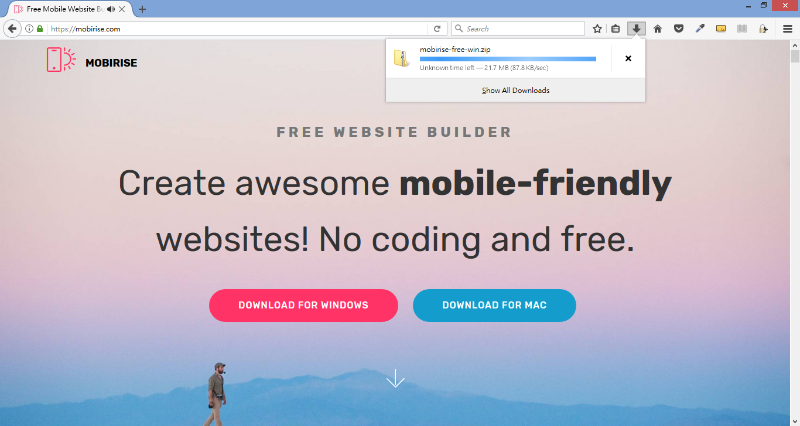 Free Mobile Website Bu
https://mobirise.com
Search
mobirise-free-win.zip
Unknown time left — 21.7 MB (87.8 KB/sec)
Show All Downloads
MOBIRISE
FREE WEBSITE BUILDER
Create awesome mobile-friendly
websites! No coding and free.
DOWNLOAD FOR WINDOWS
DOWNLOAD FOR MAC